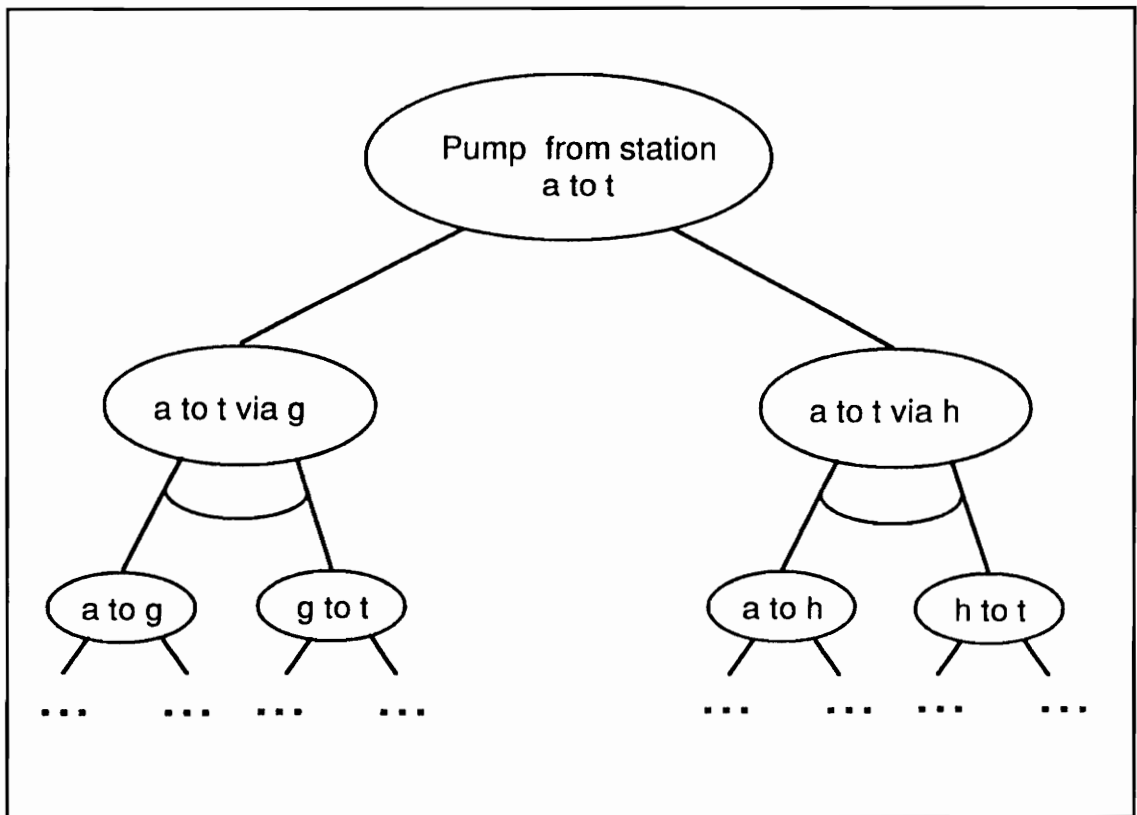 Pump from station
a to t
a to t via g
a to t via h
a to g
g to t
a to h
h to t
... ... ... ... ... ... ... ...